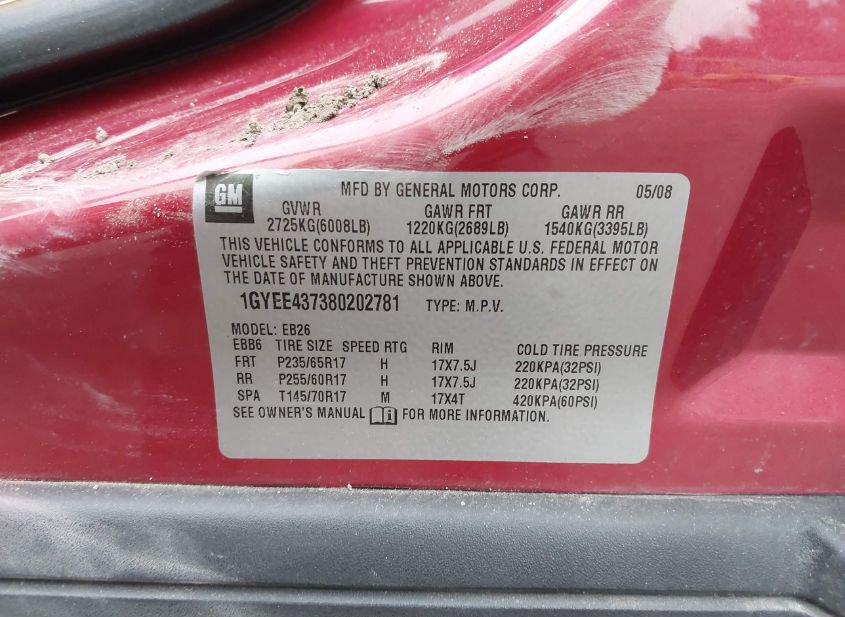 GM MFD BY GENERAL MOTORS CORP. 05/08
GVWR GAWR FRT GAWR RR
2725KG(6008LB) 1220KG(2689LB) 1540KG(3395LB)
THIS VEHICLE CONFORMS TO ALL APPLICABLE U.S. FEDERAL MOTOR
VEHICLE SAFETY AND THEFT PREVENTION STANDARDS IN EFFECT ON
THE DATE OF MANUFACTURE SHOWN ABOVE.
1GYEE437380202781 TYPE: M.P.V.
MODEL: EB26
EBB6 TIRE SIZE SPEED RTG RIM COLD TIRE PRESSURE
FRT P235/65R17 H 17X7.5J 220KPA(32PSI)
RR P255/60R17 H 17X7.5J 220KPA(32PSI)
SPA T145/70R17 M 17X4T 420KPA(60PSI)
SEE OWNER'S MANUAL i FOR MORE INFORMATION.